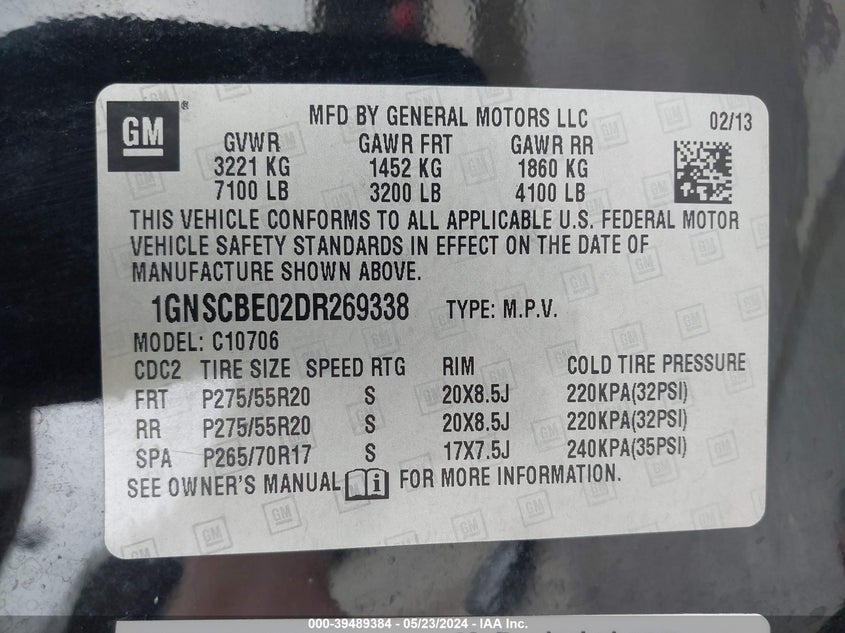 GM ®
MFD BY GENERAL MOTORS LLC 02/13
GVWR GAWR FRT GAWR RR
3221 KG 1452 KG 1860 KG
7100 LB 3200 LB 4100 LB
THIS VEHICLE CONFORMS TO ALL APPLICABLE U.S. FEDERAL MOTOR
VEHICLE SAFETY STANDARDS IN EFFECT ON THE DATE OF
MANUFACTURE SHOWN ABOVE.
1GNSCBE02DR269338 TYPE: M.P.V.
MODEL: C10706
CDC2 TIRE SIZE SPEED RTG RIM COLD TIRE PRESSURE
FRT P275/55R20 S 20X8.5J 220KPA(32PSI)
RR P275/55R20 S 20X8.5J 220KPA(32PSI)
SPA P265/70R17 S 17X7.5J 240KPA(35PSI)
SEE OWNER'S MANUAL i FOR MORE INFORMATION.
000-39489384 - 05/23/2024 - IAA Inc.